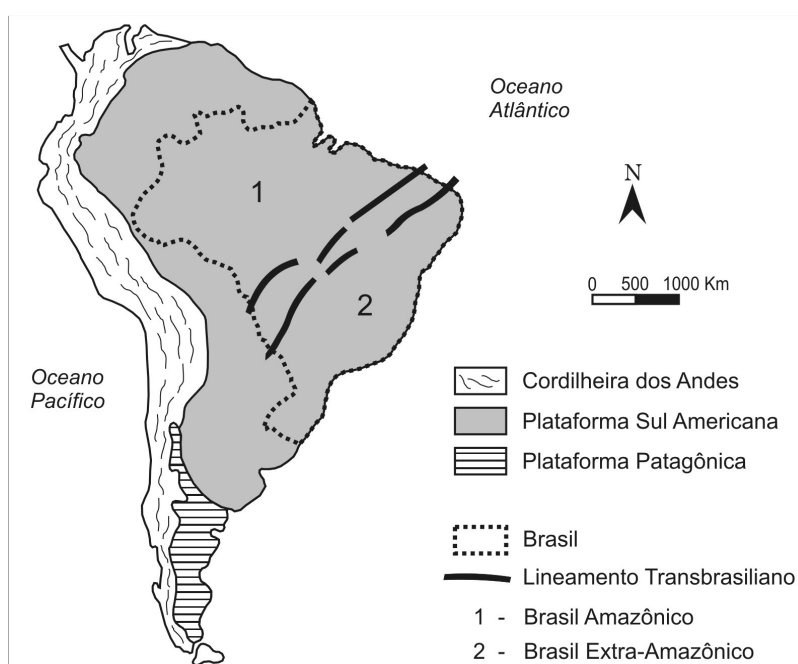 Oceano
Atlântico
N
1
0 500 1000 Km
2
Oceano
Pacífico
Cordilheira dos Andes
Plataforma Sul Americana
Plataforma Patagônica
Brasil
Lineamento Transbrasiliano
1 - Brasil Amazônico
2 - Brasil Extra-Amazônico